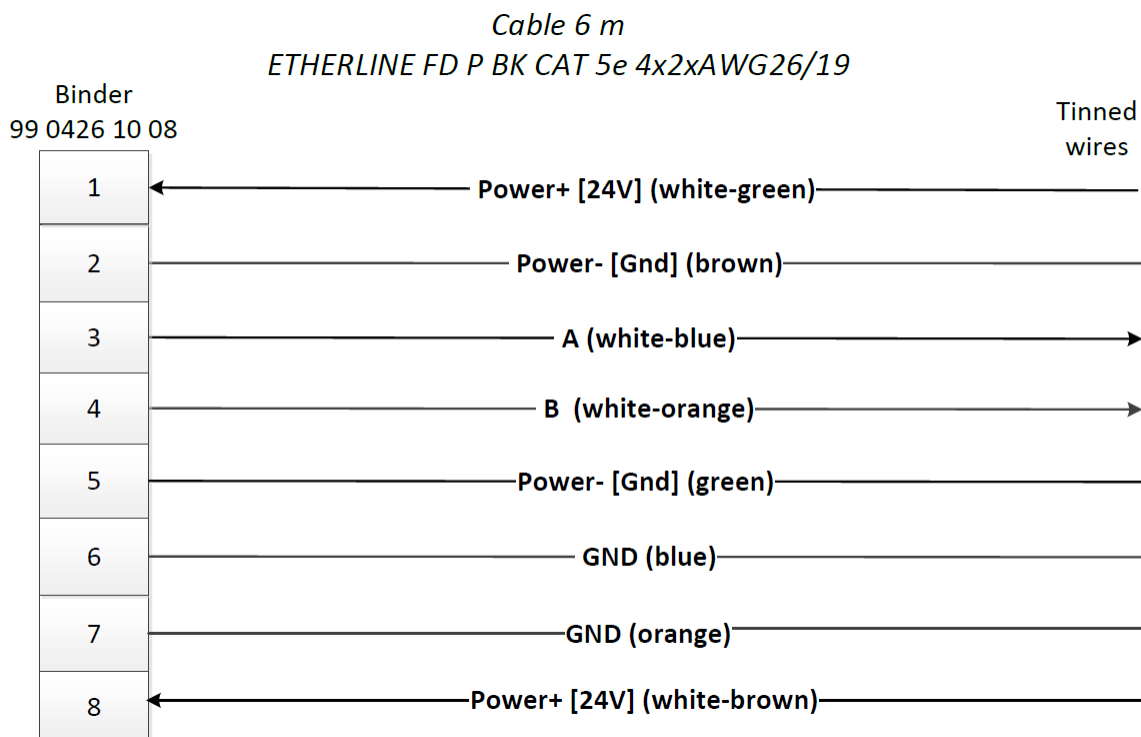 Cable 6 m
ETHERLINE FD P BK CAT 5e 4x2xAWG26/19
Binder
99 0426 10 08
Tinned
wires
1 Power+ [24V] (white-green)
2 Power- [Gnd] (brown)
3 A (white-blue)
4 B (white-orange)
5 Power- [Gnd] (green)
6 GND (blue)
7 GND (orange)
8 Power+ [24V] (white-brown)